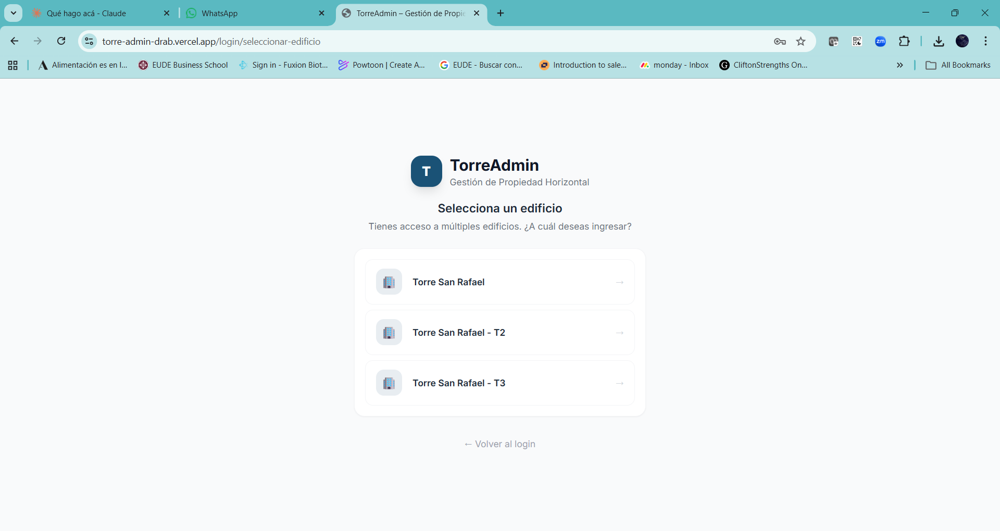 Qué hago acá - Claude
WhatsApp
TorreAdmin – Gestión de Propie
torre-admin-drab.vercel.app/login/seleccionar-edificio
zm
Alimentación es en l...
EUDE Business School
Sign in - Fuxion Biot...
Powtoon | Create A...
EUDE - Buscar con...
Introduction to sale...
monday - Inbox
CliftonStrengths On...
All Bookmarks
T
TorreAdmin
Gestión de Propiedad Horizontal
Selecciona un edificio
Tienes acceso a múltiples edificios. ¿A cuál deseas ingresar?
Torre San Rafael →
Torre San Rafael - T2 →
Torre San Rafael - T3 →
← Volver al login